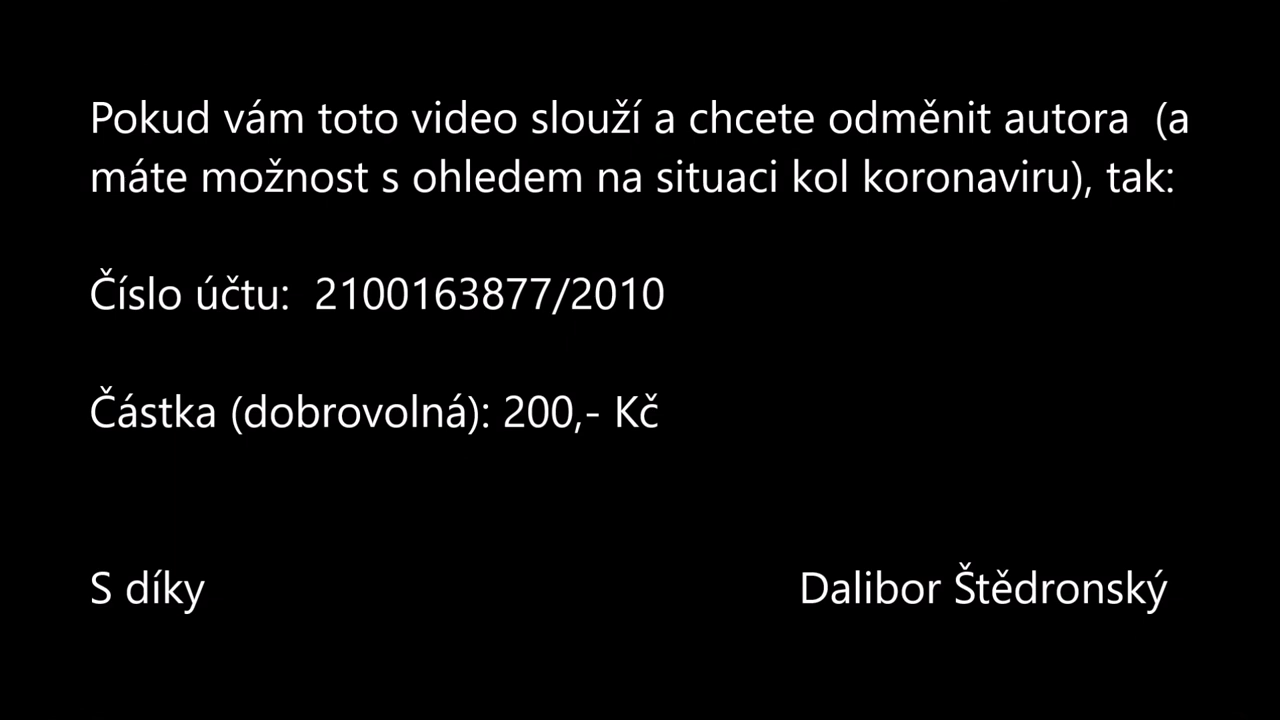 Pokud vám toto video slouží a chcete odměnit autora  (a
máte možnost s ohledem na situaci kol koronaviru), tak:
Číslo účtu:  2100163877/2010
Částka (dobrovolná): 200,- Kč
S díky Dalibor Štědronský